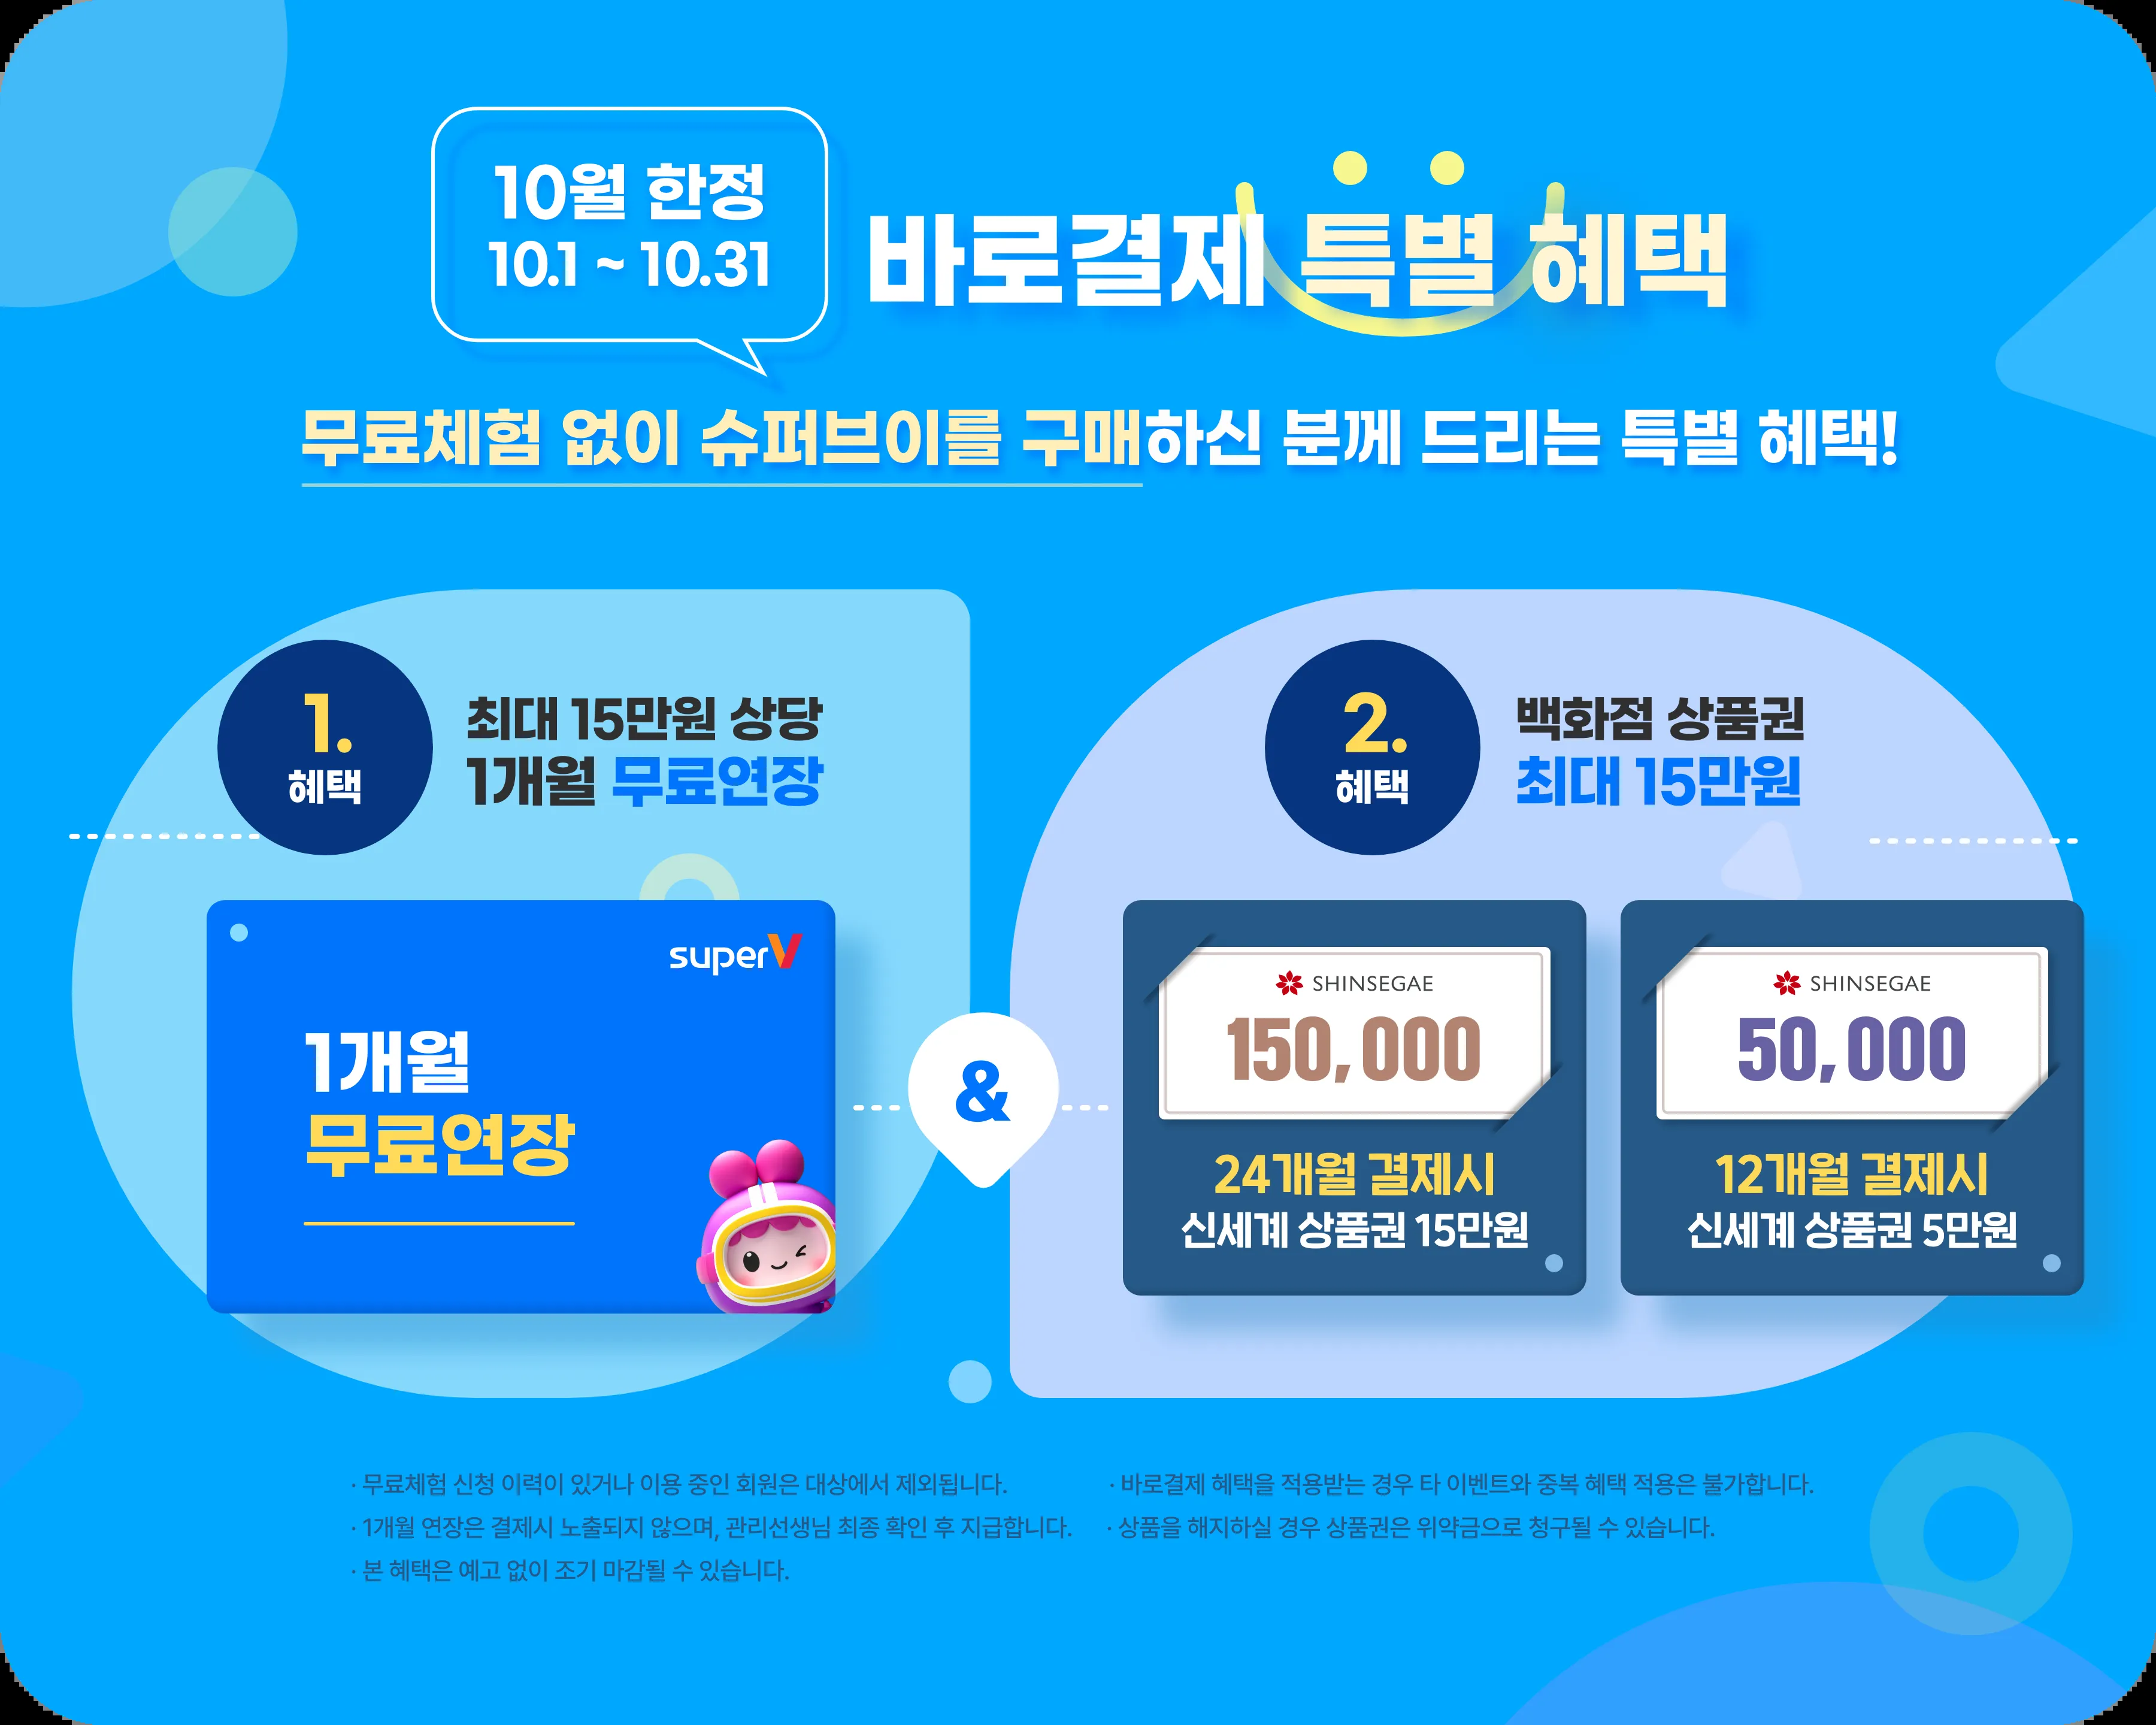 10월 한정
10.1 ~ 10.31
바로결제 특별 혜택
무료체험 없이 슈퍼브이를 구매하신 분께 드리는 특별 혜택!
1.
혜택
최대 15만원 상당
1개월 무료연장
superV
1개월
무료연장
&
2.
혜택
백화점 상품권
최대 15만원
SHINSEGAE
150,000
24개월 결제시
신세계 상품권 15만원
SHINSEGAE
50,000
12개월 결제시
신세계 상품권 5만원
· 무료체험 신청 이력이 있거나 이용 중인 회원은 대상에서 제외됩니다.
· 1개월 연장은 결제시 노출되지 않으며, 관리선생님 최종 확인 후 지급합니다.
· 본 혜택은 예고 없이 조기 마감될 수 있습니다.
· 바로결제 혜택을 적용받는 경우 타 이벤트와 중복 혜택 적용은 불가합니다.
· 상품을 해지하실 경우 상품권은 위약금으로 청구될 수 있습니다.